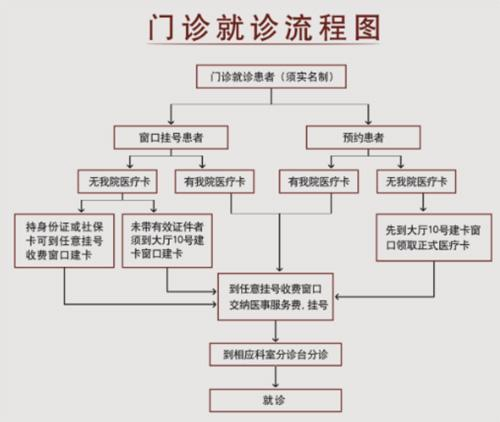 门诊就诊流程图
门诊就诊患者（须实名制）
窗口挂号患者
预约患者
无我院医疗卡
有我院医疗卡
有我院医疗卡
无我院医疗卡
持身份证或社保
卡可到任意挂号
收费窗口建卡
未带有效证件者
须到大厅10号建
卡窗口建卡
先到大厅10号建卡窗
口领取正式医疗卡
到任意挂号收费窗口
交纳医事服务费，挂号
到相应科室分诊台分诊
就诊